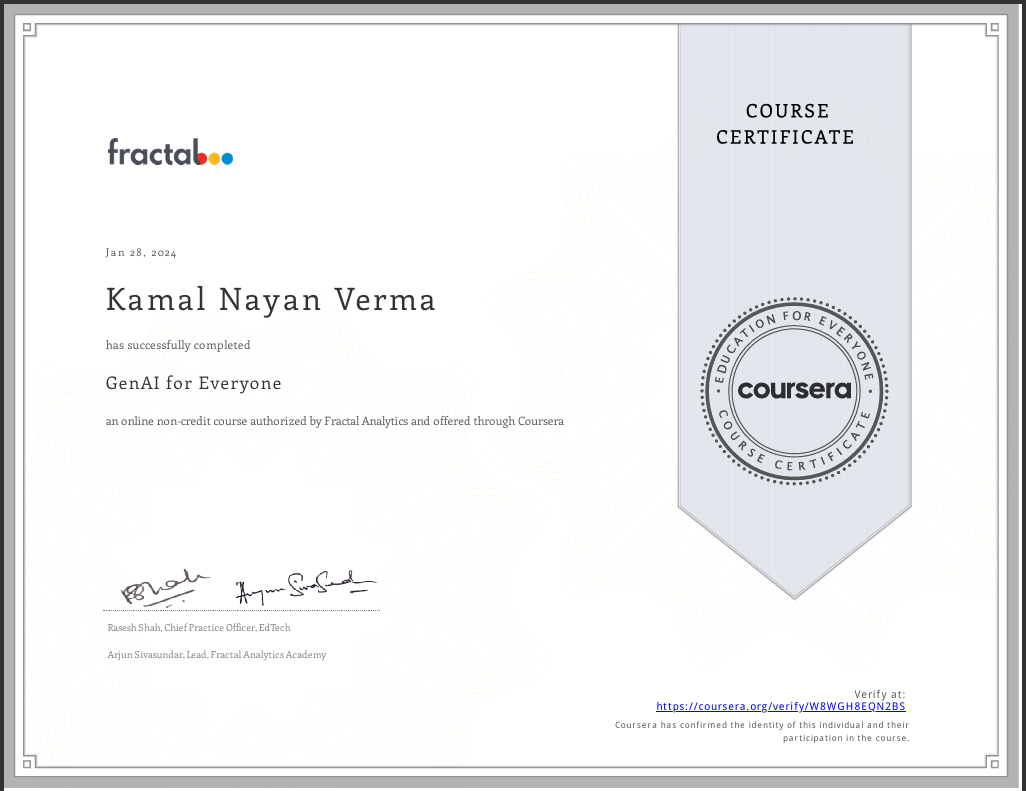 COURSE
CERTIFICATE
fractal
Jan 28, 2024
Kamal Nayan Verma
has successfully completed
GenAI for Everyone
an online non-credit course authorized by Fractal Analytics and offered through Coursera
EDUCATION FOR EVERYONE
coursera
COURSE CERTIFICATE
Rasesh Shah, Chief Practice Officer, EdTech
Arjun Sivasundar, Lead, Fractal Analytics Academy
Verify at:
https://coursera.org/verify/W8WGH8EQN2BS
Coursera has confirmed the identity of this individual and their
participation in the course.